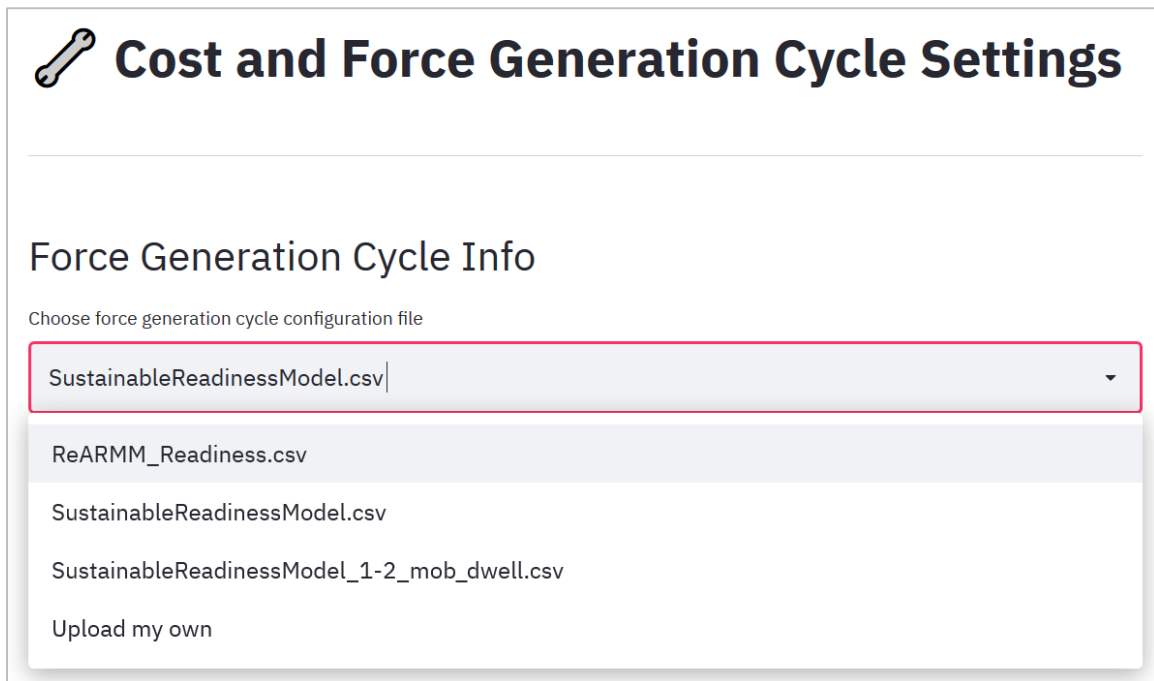 Cost and Force Generation Cycle Settings
Force Generation Cycle Info
Choose force generation cycle configuration file
SustainableReadinessModel.csv
ReARMM_Readiness.csv
SustainableReadinessModel.csv
SustainableReadinessModel_1-2_mob_dwell.csv
Upload my own